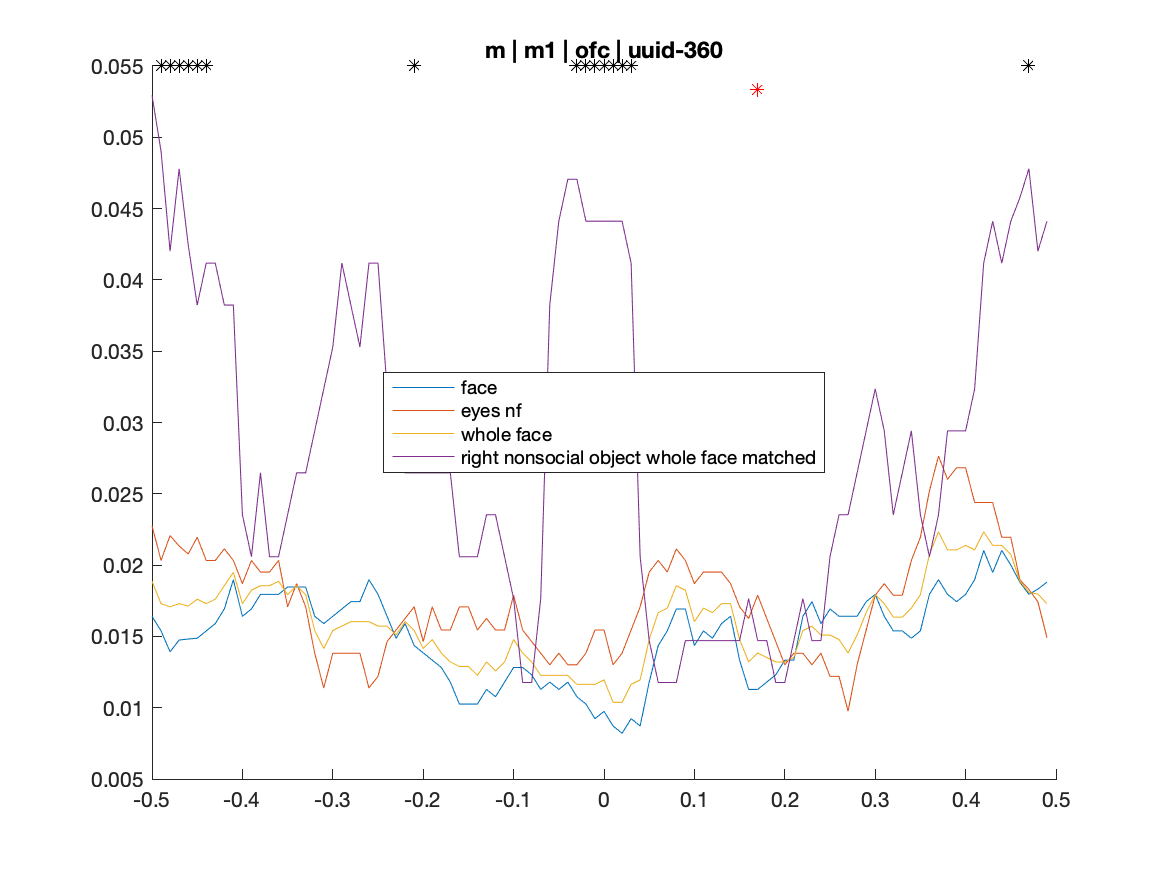 m | m1 | ofc | uuid-360
0.055
0.05
0.045
0.04
0.035
0.03
0.025
0.02
0.015
0.01
0.005
face
eyes nf
whole face
right nonsocial object whole face matched
-0.5 -0.4 -0.3 -0.2 -0.1 0 0.1 0.2 0.3 0.4 0.5